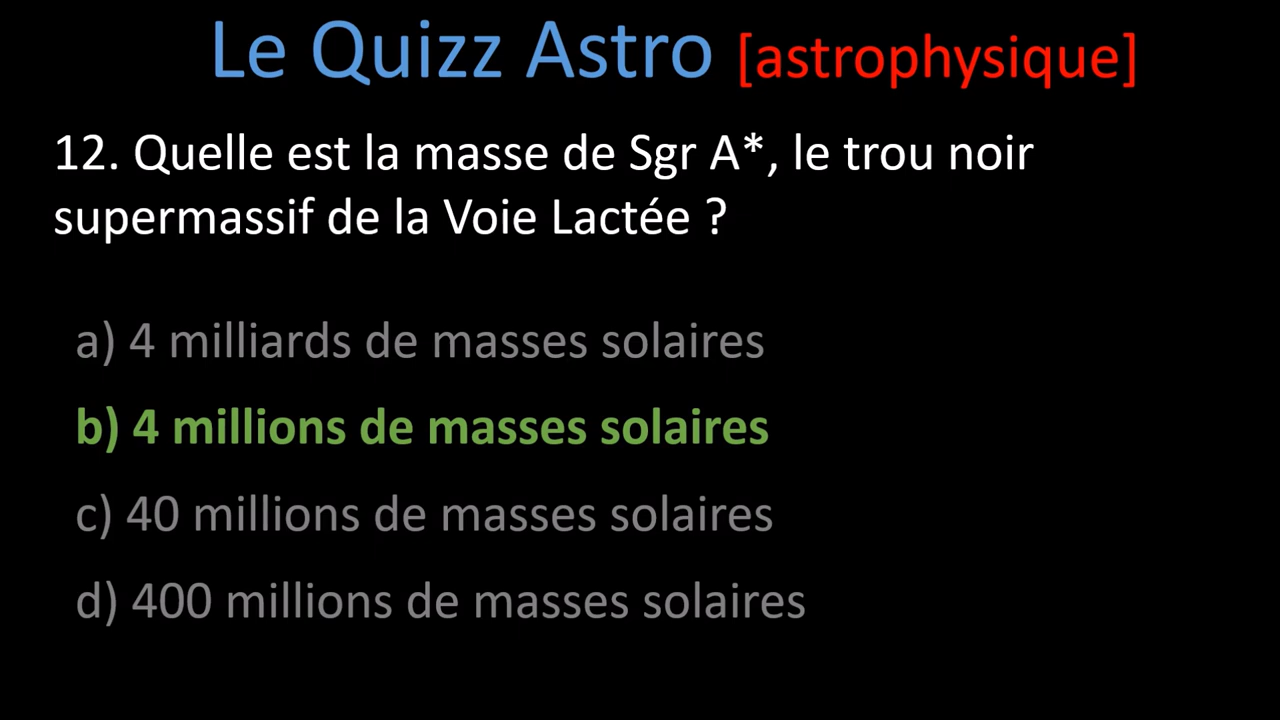 Le Quizz Astro [astrophysique]
12. Quelle est la masse de Sgr A*, le trou noir
supermassif de la Voie Lactée ?
a) 4 milliards de masses solaires
b) 4 millions de masses solaires
c) 40 millions de masses solaires
d) 400 millions de masses solaires